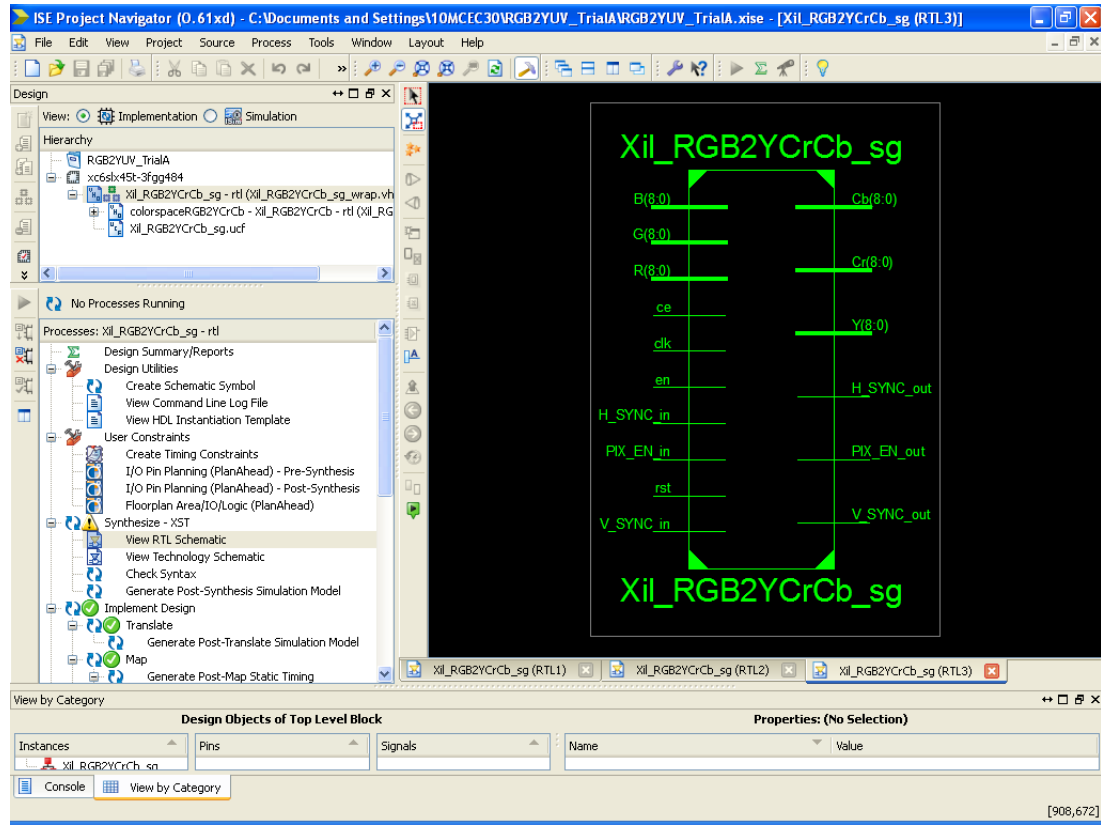 ISE Project Navigator (O.61xd) - C:\Documents and Settings\10MCEC30\RGB2YUV_TrialA\RGB2YUV_TrialA.xise - [Xil_RGB2YCrCb_sg (RTL3)]
File Edit View Project Source Process Tools Window Layout Help
Design
View: Implementation Simulation
Hierarchy
RGB2YUV_TrialA
xc6slx45t-3fgg484
Xil_RGB2YCrCb_sg - rtl (Xil_RGB2YCrCb_sg_wrap.vh
colorspaceRGB2YCrCb - Xil_RGB2YCrCb - rtl (Xil_RG
Xil_RGB2YCrCb_sg.ucf
No Processes Running
Processes: Xil_RGB2YCrCb_sg - rtl
Design Summary/Reports
Design Utilities
Create Schematic Symbol
View Command Line Log File
View HDL Instantiation Template
User Constraints
Create Timing Constraints
I/O Pin Planning (PlanAhead) - Pre-Synthesis
I/O Pin Planning (PlanAhead) - Post-Synthesis
Floorplan Area/IO/Logic (PlanAhead)
Synthesize - XST
View RTL Schematic
View Technology Schematic
Check Syntax
Generate Post-Synthesis Simulation Model
Implement Design
Translate
Generate Post-Translate Simulation Model
Map
Generate Post-Map Static Timing
Xil_RGB2YCrCb_sg
B(8:0)
G(8:0)
R(8:0)
ce
clk
en
H_SYNC_in
PIX_EN_in
rst
V_SYNC_in
Cb(8:0)
Cr(8:0)
Y(8:0)
H_SYNC_out
PIX_EN_out
V_SYNC_out
Xil_RGB2YCrCb_sg
Xil_RGB2YCrCb_sg (RTL1) Xil_RGB2YCrCb_sg (RTL2) Xil_RGB2YCrCb_sg (RTL3)
View by Category
Design Objects of Top Level Block Properties: (No Selection)
Instances Pins Signals Name Value
Xil_RGB2YCrCb_sg
Console View by Category
[908,672]